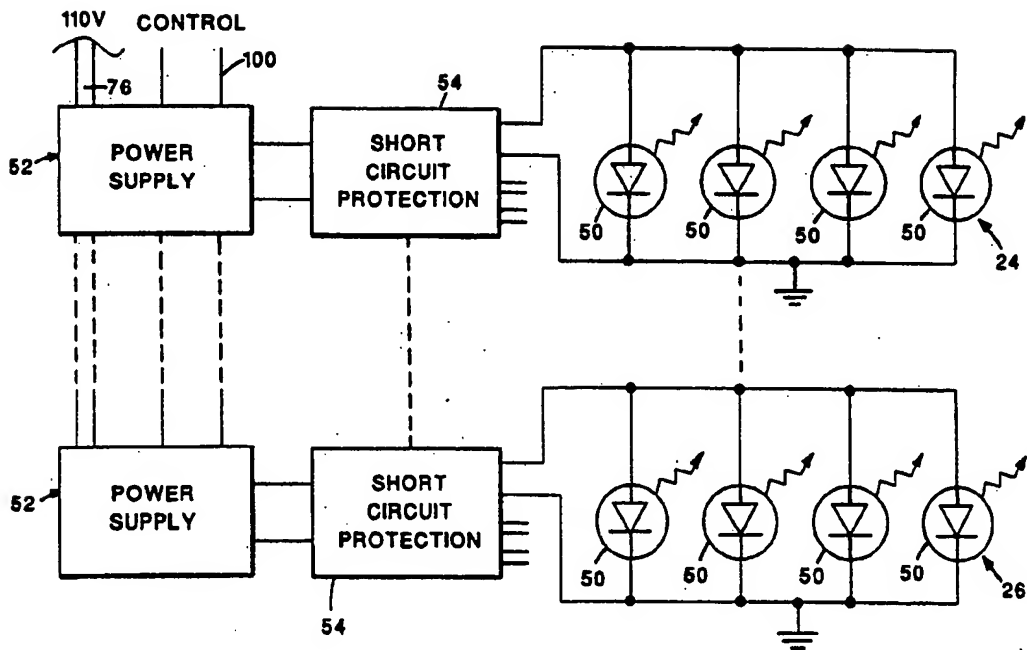 110V
CONTROL
76
100
54
52
POWER
SUPPLY
SHORT
CIRCUIT
PROTECTION
50
50
50
50
24
52
POWER
SUPPLY
SHORT
CIRCUIT
PROTECTION
50
50
50
50
26
54